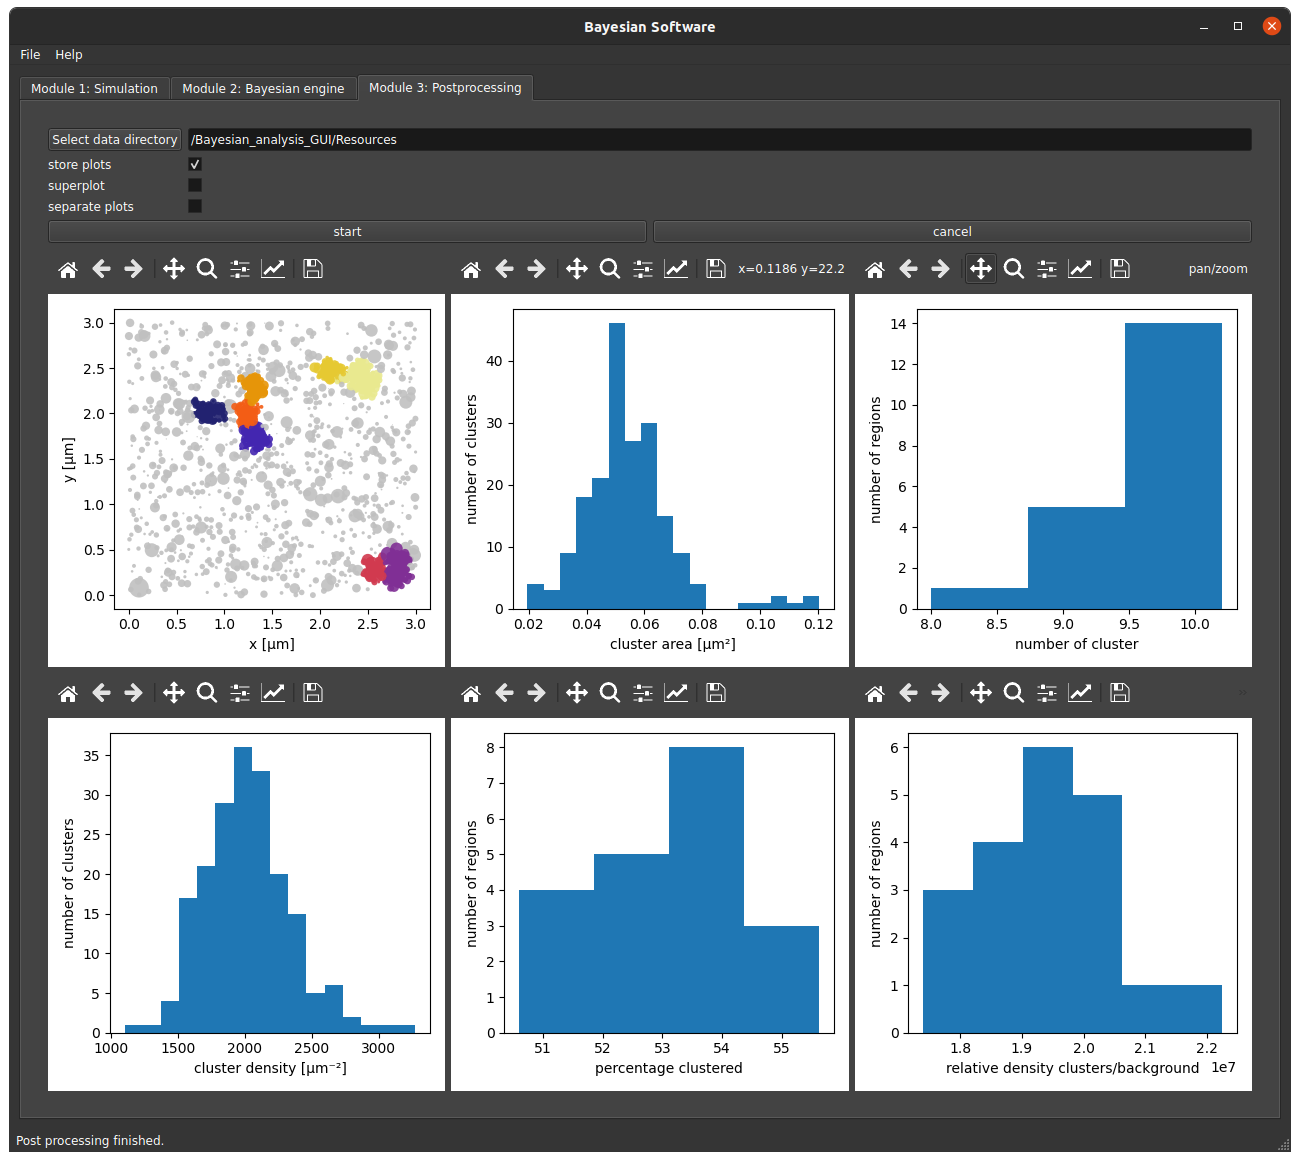 Bayesian Software
File Help
Module 1: Simulation Module 2: Bayesian engine Module 3: Postprocessing
Select data directory /Bayesian_analysis_GUI/Resources
store plots
superplot
separate plots
start cancel
x=0.1186 y=22.2
pan/zoom
3.0
2.5
2.0
1.5
1.0
0.5
0.0
y [µm]
0.0 0.5 1.0 1.5 2.0 2.5 3.0
x [µm]
40
30
20
10
0
number of clusters
0.02 0.04 0.06 0.08 0.10 0.12
cluster area [µm²]
14
12
10
8
6
4
2
0
number of regions
8.0 8.5 9.0 9.5 10.0
number of cluster
35
30
25
20
15
10
5
0
number of clusters
1000 1500 2000 2500 3000
cluster density [µm⁻²]
8
7
6
5
4
3
2
1
0
number of regions
51 52 53 54 55
percentage clustered
6
5
4
3
2
1
0
number of regions
1.8 1.9 2.0 2.1 2.2
relative density clusters/background 1e7
Post processing finished.